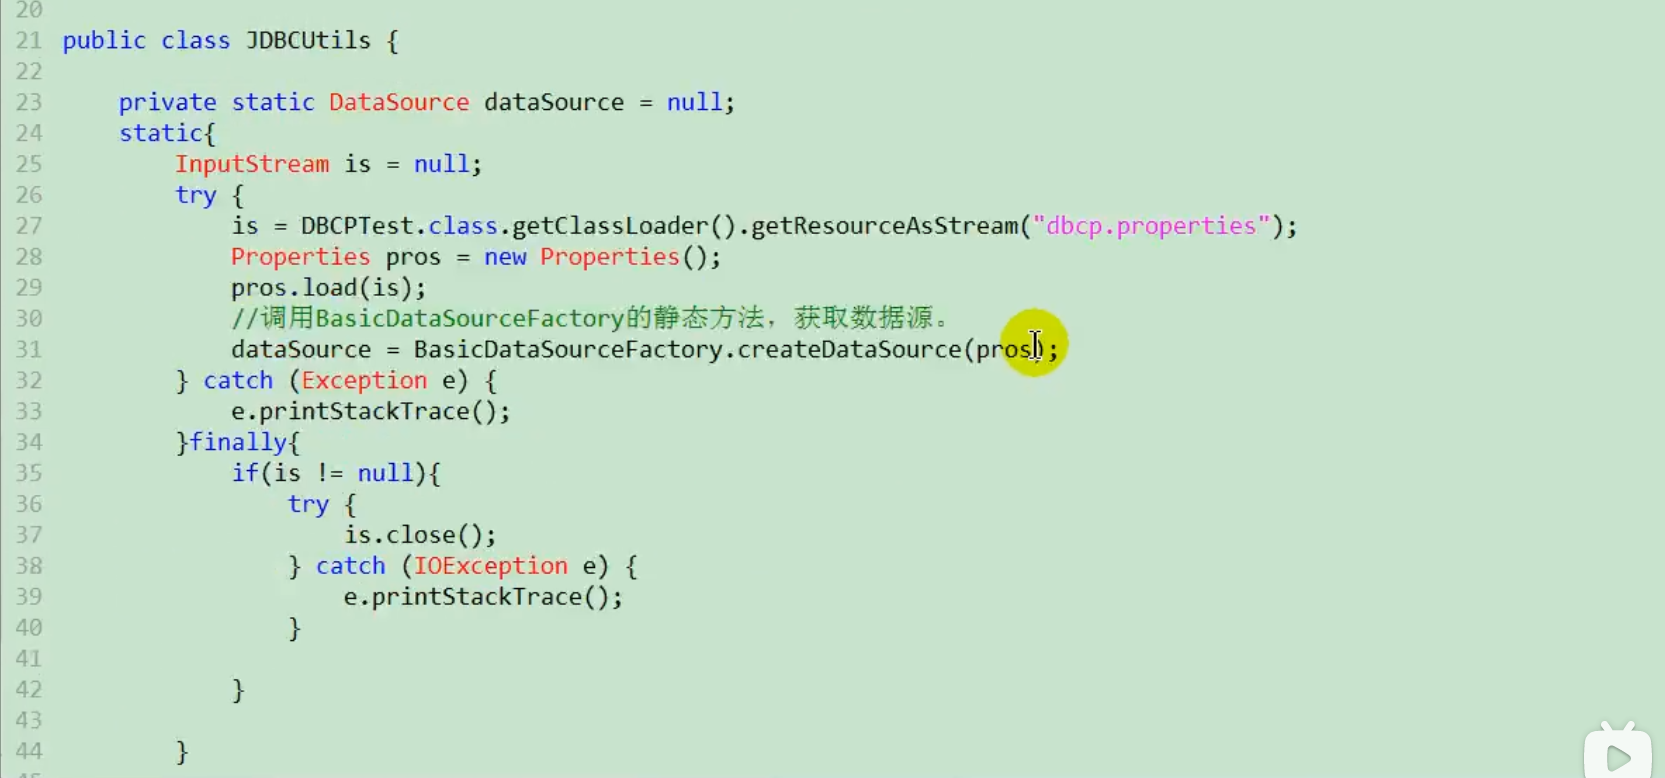 20
21 public class JDBCUtils {
22
23 private static DataSource dataSource = null;
24 static{
25 InputStream is = null;
26 try {
27 is = DBCPTest.class.getClassLoader().getResourceAsStream("dbcp.properties");
28 Properties pros = new Properties();
29 pros.load(is);
30 //调用BasicDataSourceFactory的静态方法，获取数据源。
31 dataSource = BasicDataSourceFactory.createDataSource(pros);
32 } catch (Exception e) {
33 e.printStackTrace();
34 }finally{
35 if(is != null){
36 try {
37 is.close();
38 } catch (IOException e) {
39 e.printStackTrace();
40 }
41
42 }
43
44 }